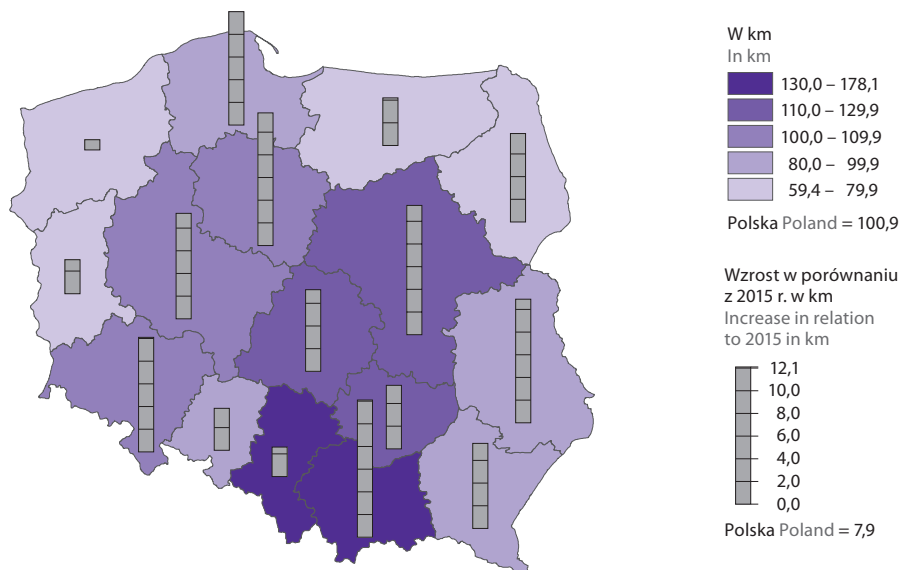 W km
In km
130,0 – 178,1
110,0 – 129,9
100,0 – 109,9
80,0 – 99,9
59,4 – 79,9
Polska Poland = 100,9
Wzrost w porównaniu
z 2015 r. w km
Increase in relation
to 2015 in km
12,1
10,0
8,0
6,0
4,0
2,0
0,0
Polska Poland = 7,9